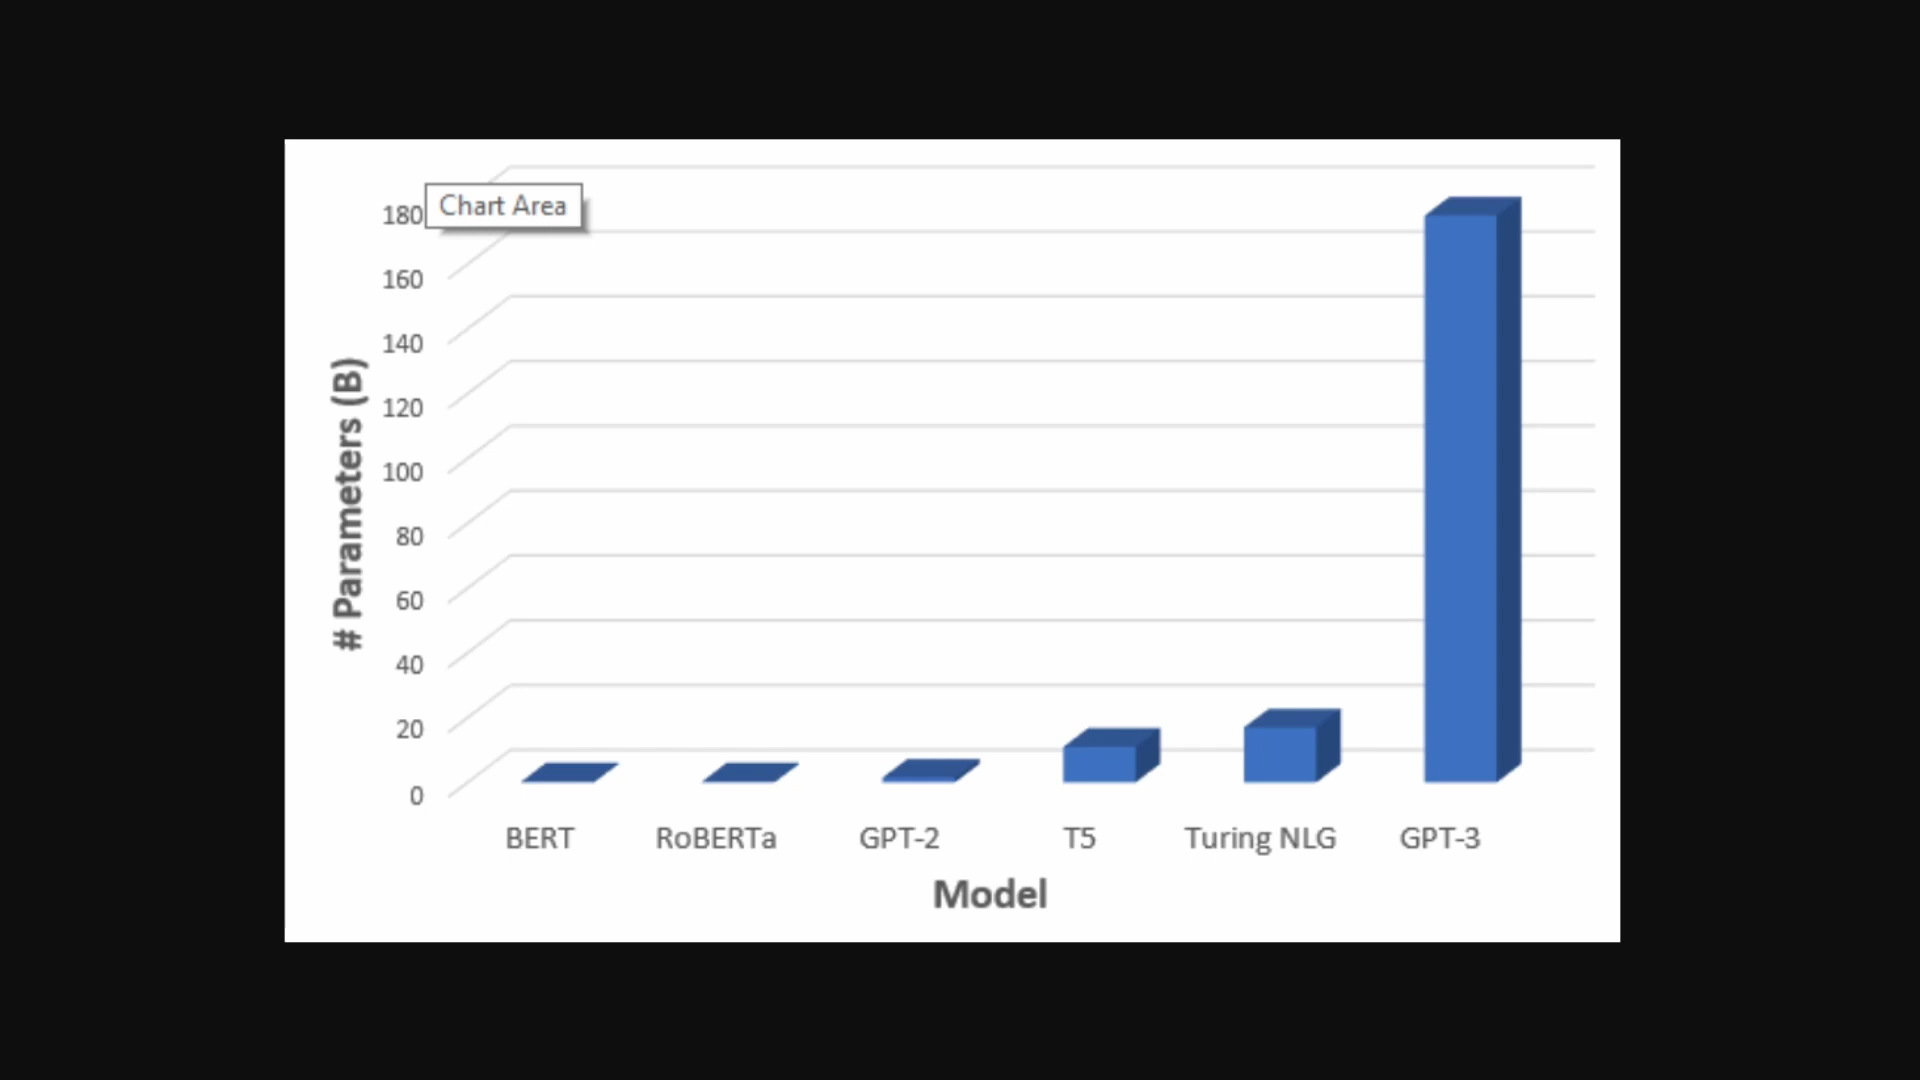 Chart Area
180
160
140
120
100
80
60
40
20
0
# Parameters (B)
BERT RoBERTa GPT-2 T5 Turing NLG GPT-3
Model